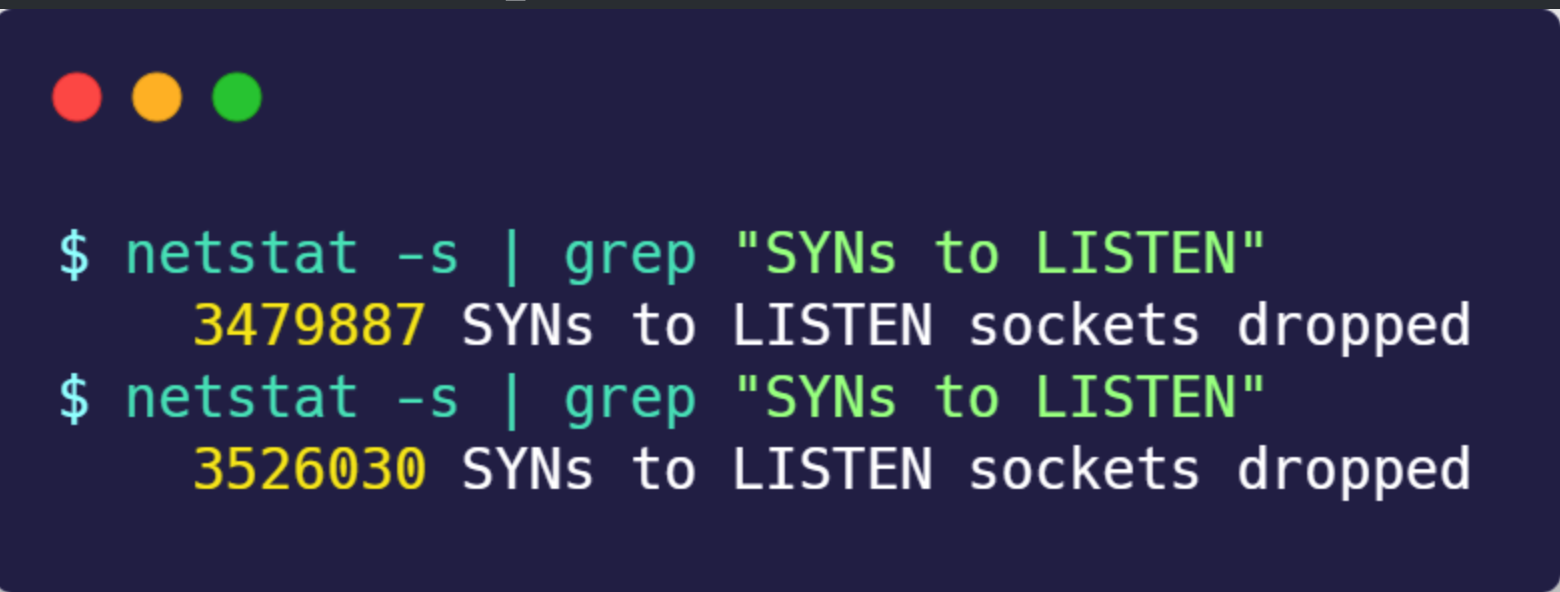 $ netstat -s | grep "SYNs to LISTEN"
    3479887 SYNs to LISTEN sockets dropped
$ netstat -s | grep "SYNs to LISTEN"
    3526030 SYNs to LISTEN sockets dropped